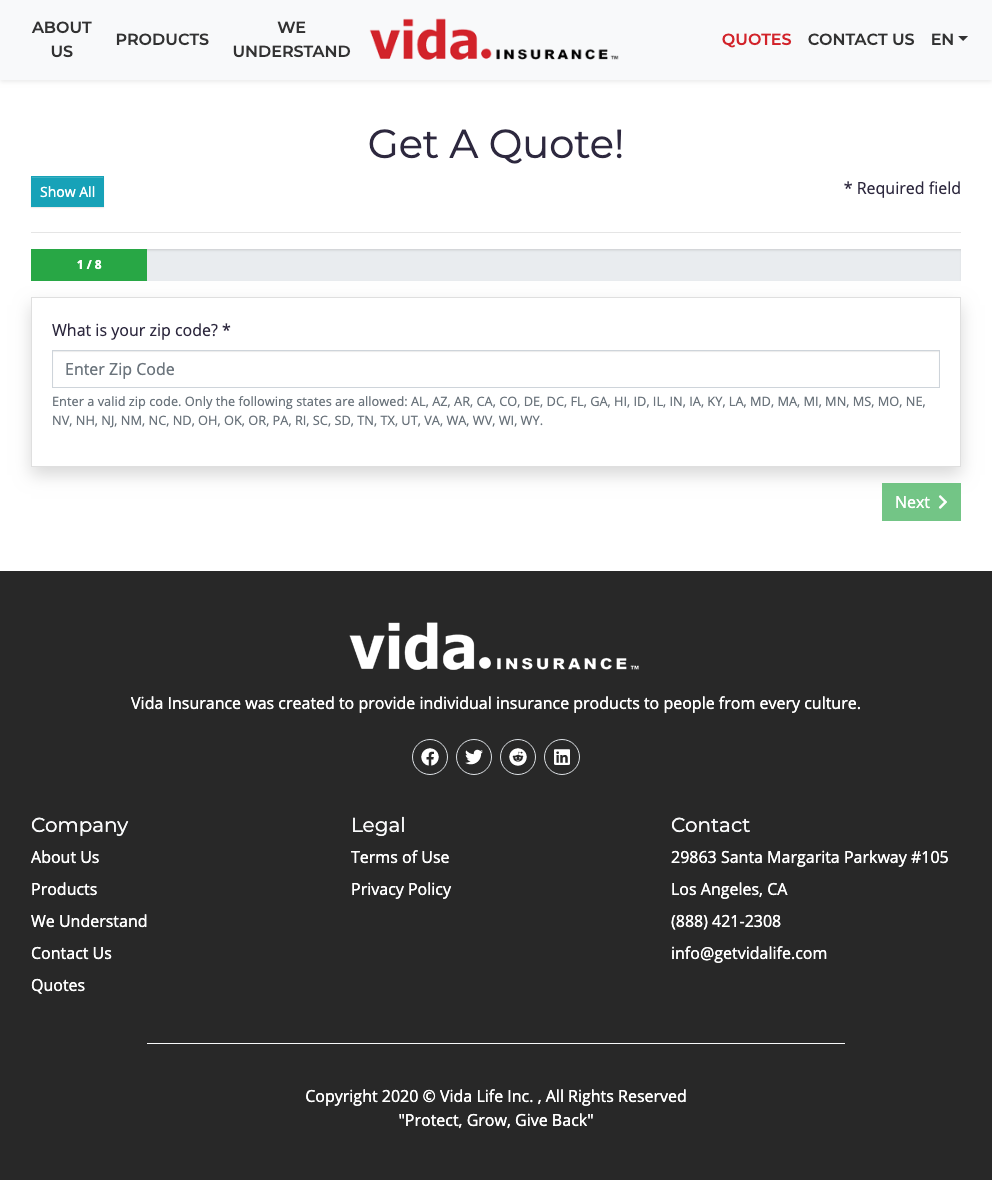 ABOUT US
PRODUCTS
WE UNDERSTAND
vida.INSURANCE™
QUOTES
CONTACT US
EN
Get A Quote!
Show All
* Required field
1 / 8
What is your zip code? *
Enter Zip Code
Enter a valid zip code. Only the following states are allowed: AL, AZ, AR, CA, CO, DE, DC, FL, GA, HI, ID, IL, IN, IA, KY, LA, MD, MA, MI, MN, MS, MO, NE,
NV, NH, NJ, NM, NC, ND, OH, OK, OR, PA, RI, SC, SD, TN, TX, UT, VA, WA, WV, WI, WY.
Next
vida.INSURANCE™
Vida Insurance was created to provide individual insurance products to people from every culture.
Company
About Us
Products
We Understand
Contact Us
Quotes
Legal
Terms of Use
Privacy Policy
Contact
29863 Santa Margarita Parkway #105
Los Angeles, CA
(888) 421-2308
info@getvidalife.com
Copyright 2020 © Vida Life Inc. , All Rights Reserved
"Protect, Grow, Give Back"